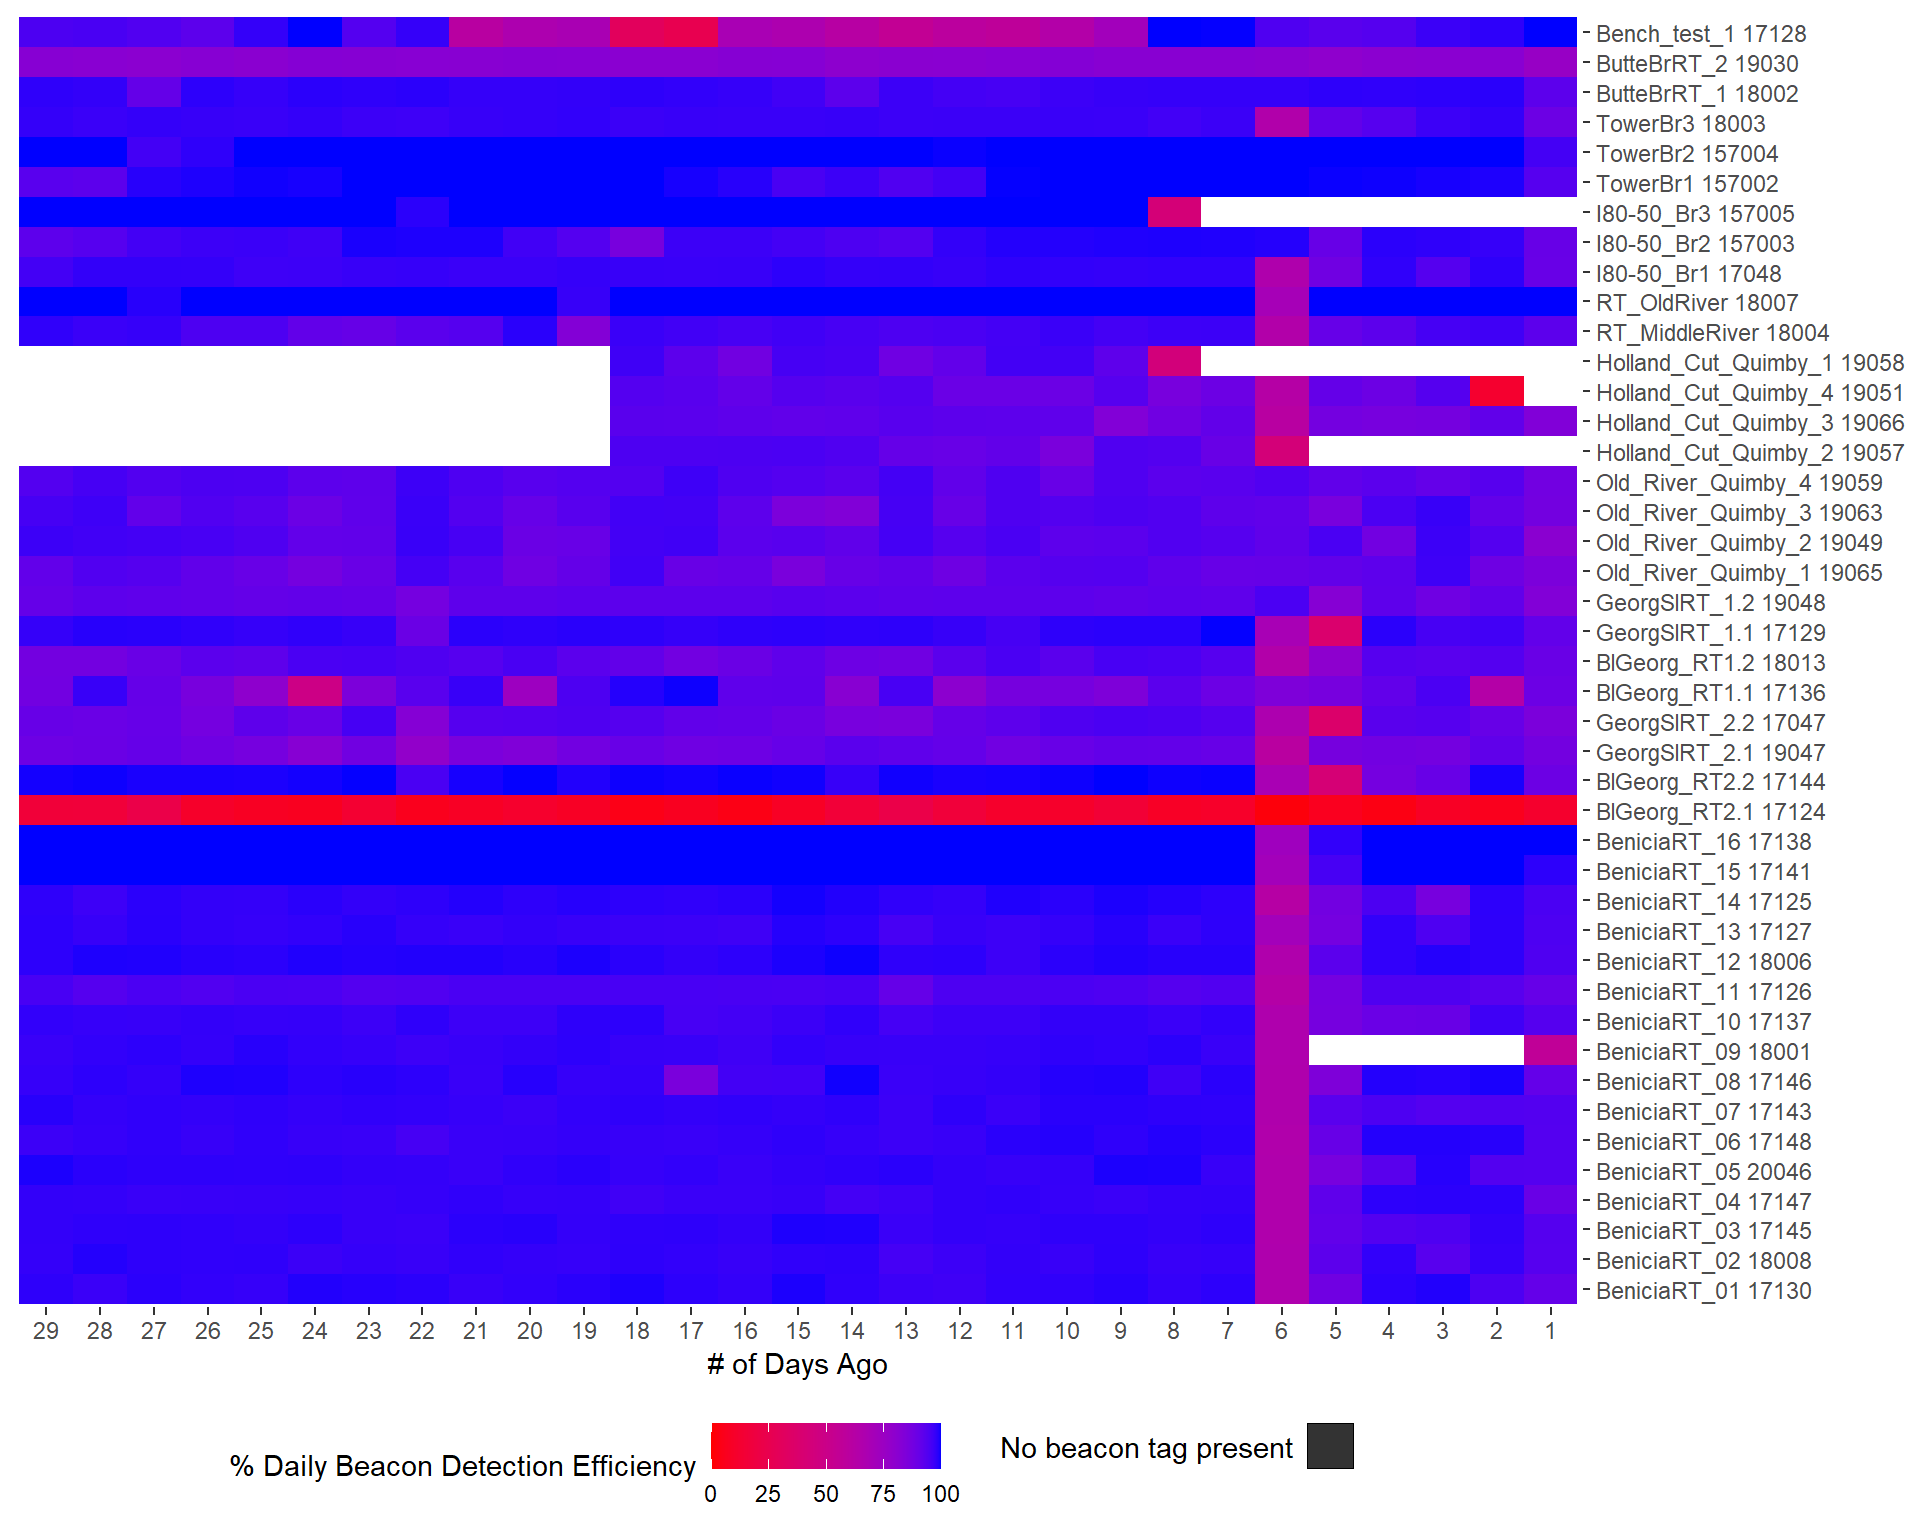 Bench_test_1 17128
ButteBrRT_2 19030
ButteBrRT_1 18002
TowerBr3 18003
TowerBr2 157004
TowerBr1 157002
I80-50_Br3 157005
I80-50_Br2 157003
I80-50_Br1 17048
RT_OldRiver 18007
RT_MiddleRiver 18004
Holland_Cut_Quimby_1 19058
Holland_Cut_Quimby_4 19051
Holland_Cut_Quimby_3 19066
Holland_Cut_Quimby_2 19057
Old_River_Quimby_4 19059
Old_River_Quimby_3 19063
Old_River_Quimby_2 19049
Old_River_Quimby_1 19065
GeorgSlRT_1.2 19048
GeorgSlRT_1.1 17129
BlGeorg_RT1.2 18013
BlGeorg_RT1.1 17136
GeorgSlRT_2.2 17047
GeorgSlRT_2.1 19047
BlGeorg_RT2.2 17144
BlGeorg_RT2.1 17124
BeniciaRT_16 17138
BeniciaRT_15 17141
BeniciaRT_14 17125
BeniciaRT_13 17127
BeniciaRT_12 18006
BeniciaRT_11 17126
BeniciaRT_10 17137
BeniciaRT_09 18001
BeniciaRT_08 17146
BeniciaRT_07 17143
BeniciaRT_06 17148
BeniciaRT_05 20046
BeniciaRT_04 17147
BeniciaRT_03 17145
BeniciaRT_02 18008
BeniciaRT_01 17130
29 28 27 26 25 24 23 22 21 20 19 18 17 16 15 14 13 12 11 10 9 8 7 6 5 4 3 2 1
# of Days Ago
% Daily Beacon Detection Efficiency
0 25 50 75 100
No beacon tag present